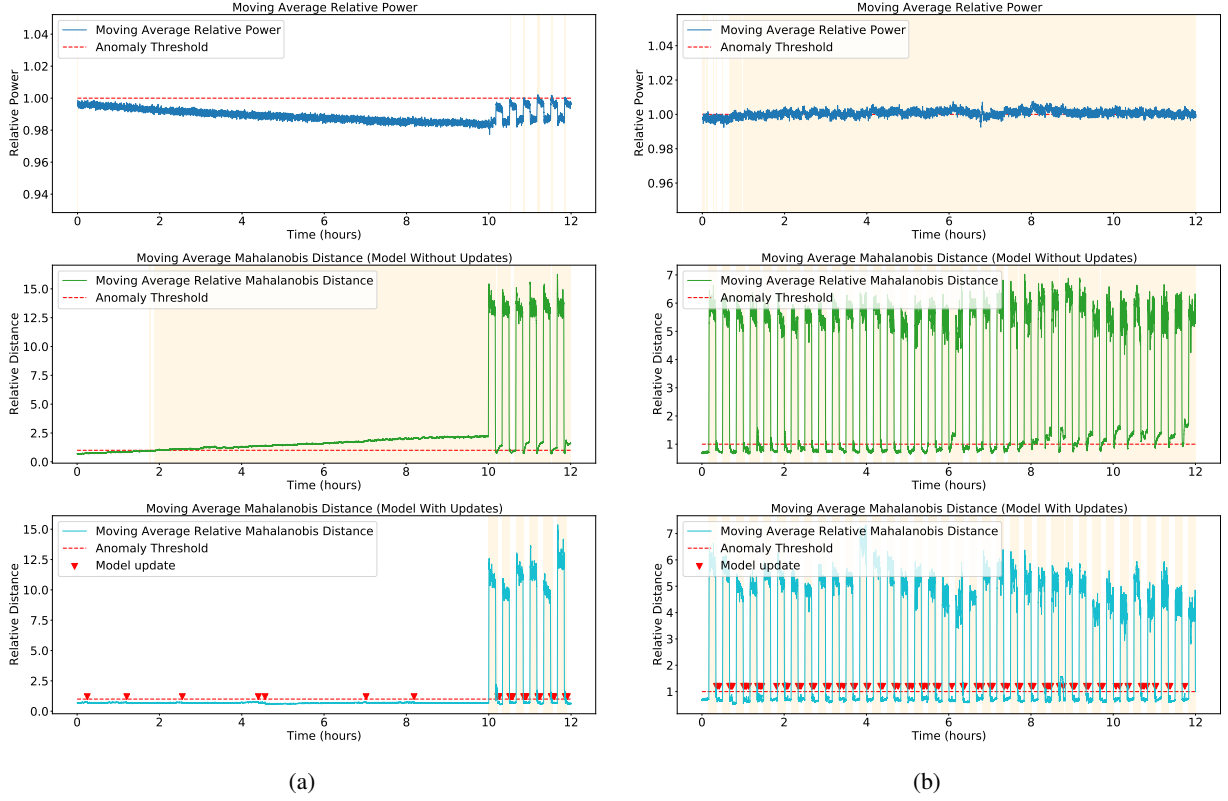 Moving Average Relative Power
Moving Average Relative Power
Anomaly Threshold
Relative Power
1.04
1.02
1.00
0.98
0.96
0.94
0 2 4 6 8 10 12
Time (hours)
Moving Average Mahalanobis Distance (Model Without Updates)
Moving Average Relative Mahalanobis Distance
Anomaly Threshold
Relative Distance
15.0
12.5
10.0
7.5
5.0
2.5
0.0
0 2 4 6 8 10 12
Time (hours)
Moving Average Mahalanobis Distance (Model With Updates)
Moving Average Relative Mahalanobis Distance
Anomaly Threshold
Model update
Relative Distance
15.0
12.5
10.0
7.5
5.0
2.5
0.0
0 2 4 6 8 10 12
Time (hours)
(a)
Moving Average Relative Power
Moving Average Relative Power
Anomaly Threshold
Relative Power
1.04
1.02
1.00
0.98
0.96
0 2 4 6 8 10 12
Time (hours)
Moving Average Mahalanobis Distance (Model Without Updates)
Moving Average Relative Mahalanobis Distance
Anomaly Threshold
Relative Distance
7
6
5
4
3
2
1
0 2 4 6 8 10 12
Time (hours)
Moving Average Mahalanobis Distance (Model With Updates)
Moving Average Relative Mahalanobis Distance
Anomaly Threshold
Model update
Relative Distance
7
6
5
4
3
2
1
0 2 4 6 8 10 12
Time (hours)
(b)